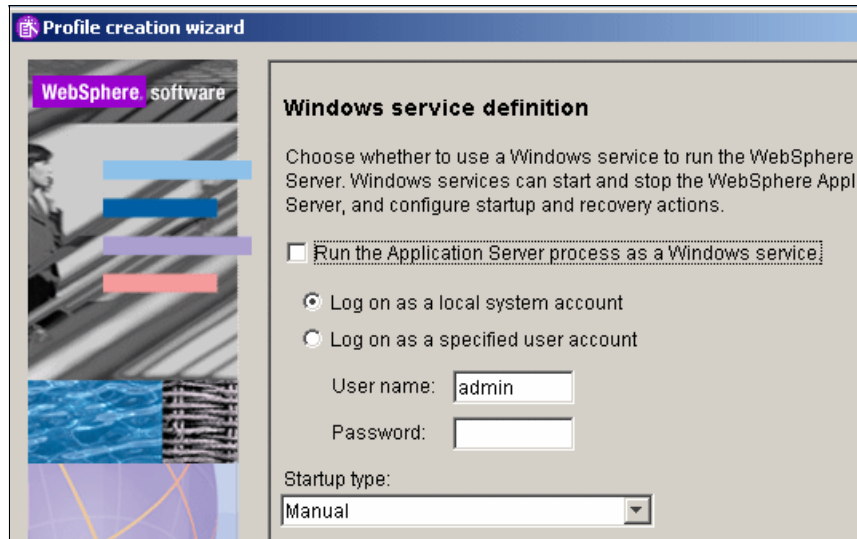 Profile creation wizard
WebSphere. software
Windows service definition
Choose whether to use a Windows service to run the WebSphere
Server. Windows services can start and stop the WebSphere Appl
Server, and configure startup and recovery actions.
Run the Application Server process as a Windows service.
Log on as a local system account
Log on as a specified user account
User name: admin
Password:
Startup type:
Manual